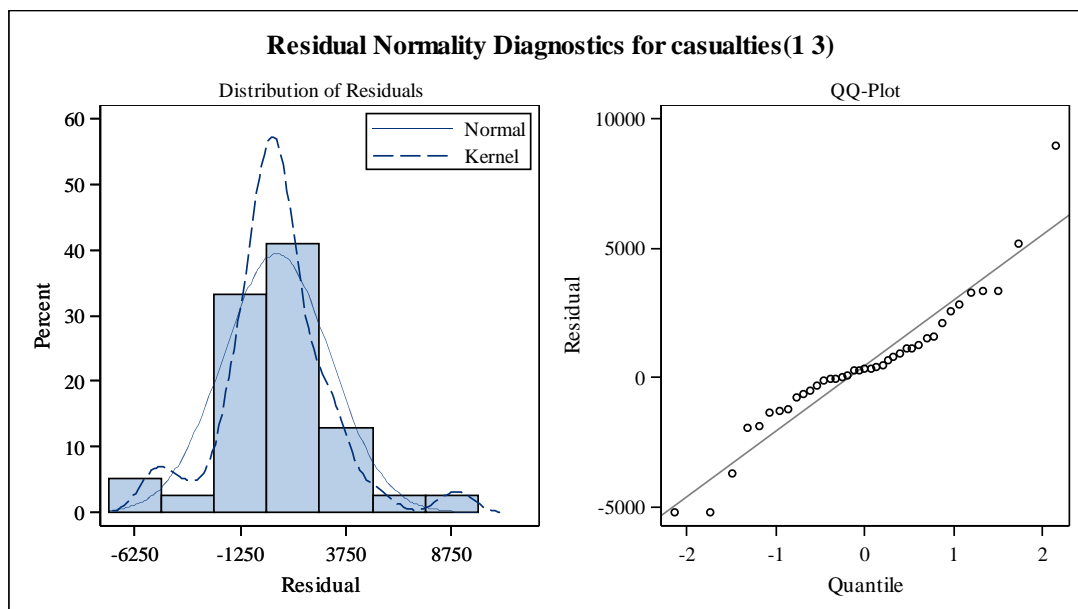 Residual Normality Diagnostics for casualties(1 3)
Distribution of Residuals
60
50
40
30
20
10
0
Percent
Normal
Kernel
-6250
-1250
3750
8750
Residual
QQ-Plot
10000
5000
0
-5000
Residual
-2
-1
0
1
2
Quantile